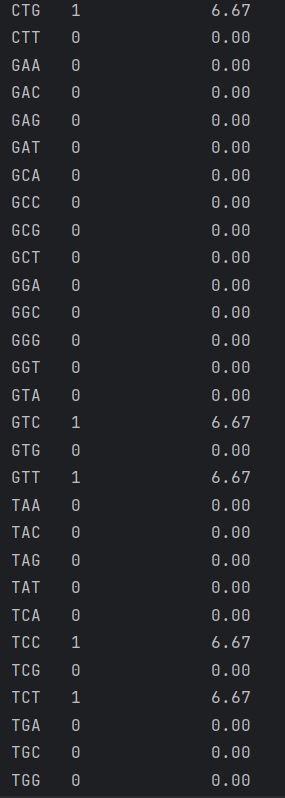 CTG 1 6.67
CTT 0 0.00
GAA 0 0.00
GAC 0 0.00
GAG 0 0.00
GAT 0 0.00
GCA 0 0.00
GCC 0 0.00
GCG 0 0.00
GCT 0 0.00
GGA 0 0.00
GGC 0 0.00
GGG 0 0.00
GGT 0 0.00
GTA 0 0.00
GTC 1 6.67
GTG 0 0.00
GTT 1 6.67
TAA 0 0.00
TAC 0 0.00
TAG 0 0.00
TAT 0 0.00
TCA 0 0.00
TCC 1 6.67
TCG 0 0.00
TCT 1 6.67
TGA 0 0.00
TGC 0 0.00
TGG 0 0.00